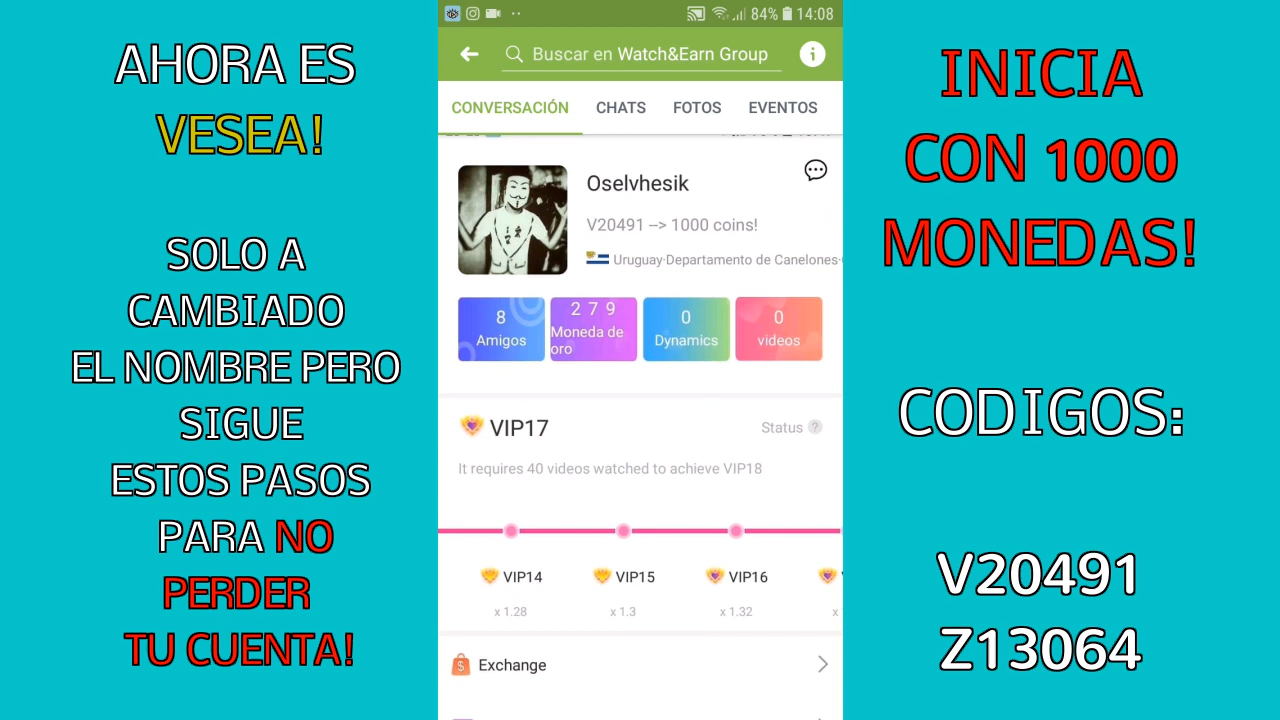 AHORA ES
VESEA!
SOLO A
CAMBIADO
EL NOMBRE PERO
SIGUE
ESTOS PASOS
PARA NO
PERDER
TU CUENTA!
84% 14:08
Buscar en Watch&Earn Group
CONVERSACIÓN CHATS FOTOS EVENTOS
Oselvhesik
V20491 --> 1000 coins!
Uruguay·Departamento de Canelones·
8
Amigos
2 7 9
Moneda de
oro
0
Dynamics
0
videos
VIP17
Status ?
It requires 40 videos watched to achieve VIP18
VIP14 VIP15 VIP16
x 1.28 x 1.3 x 1.32 x
Exchange
INICIA
CON 1000
MONEDAS!
CODIGOS:
V20491
Z13064